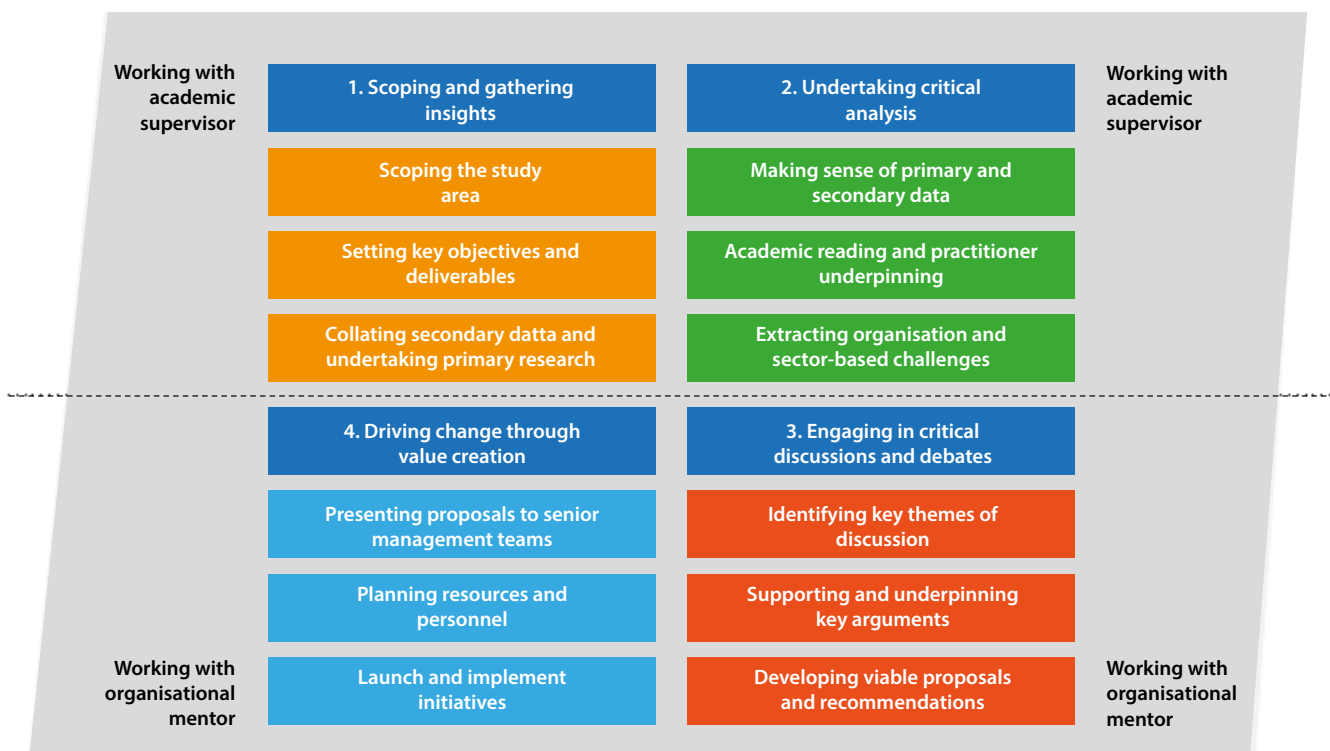 Working with
academic
supervisor
1. Scoping and gathering
insights
2. Undertaking critical
analysis
Working with
academic
supervisor
Scoping the study
area
Making sense of primary and
secondary data
Setting key objectives and
deliverables
Academic reading and practitioner
underpinning
Collating secondary datta and
undertaking primary research
Extracting organisation and
sector-based challenges
4. Driving change through
value creation
3. Engaging in critical
discussions and debates
Presenting proposals to senior
management teams
Identifying key themes of
discussion
Planning resources and
personnel
Supporting and underpinning
key arguments
Working with
organisational
mentor
Launch and implement
initiatives
Developing viable proposals
and recommendations
Working with
organisational
mentor